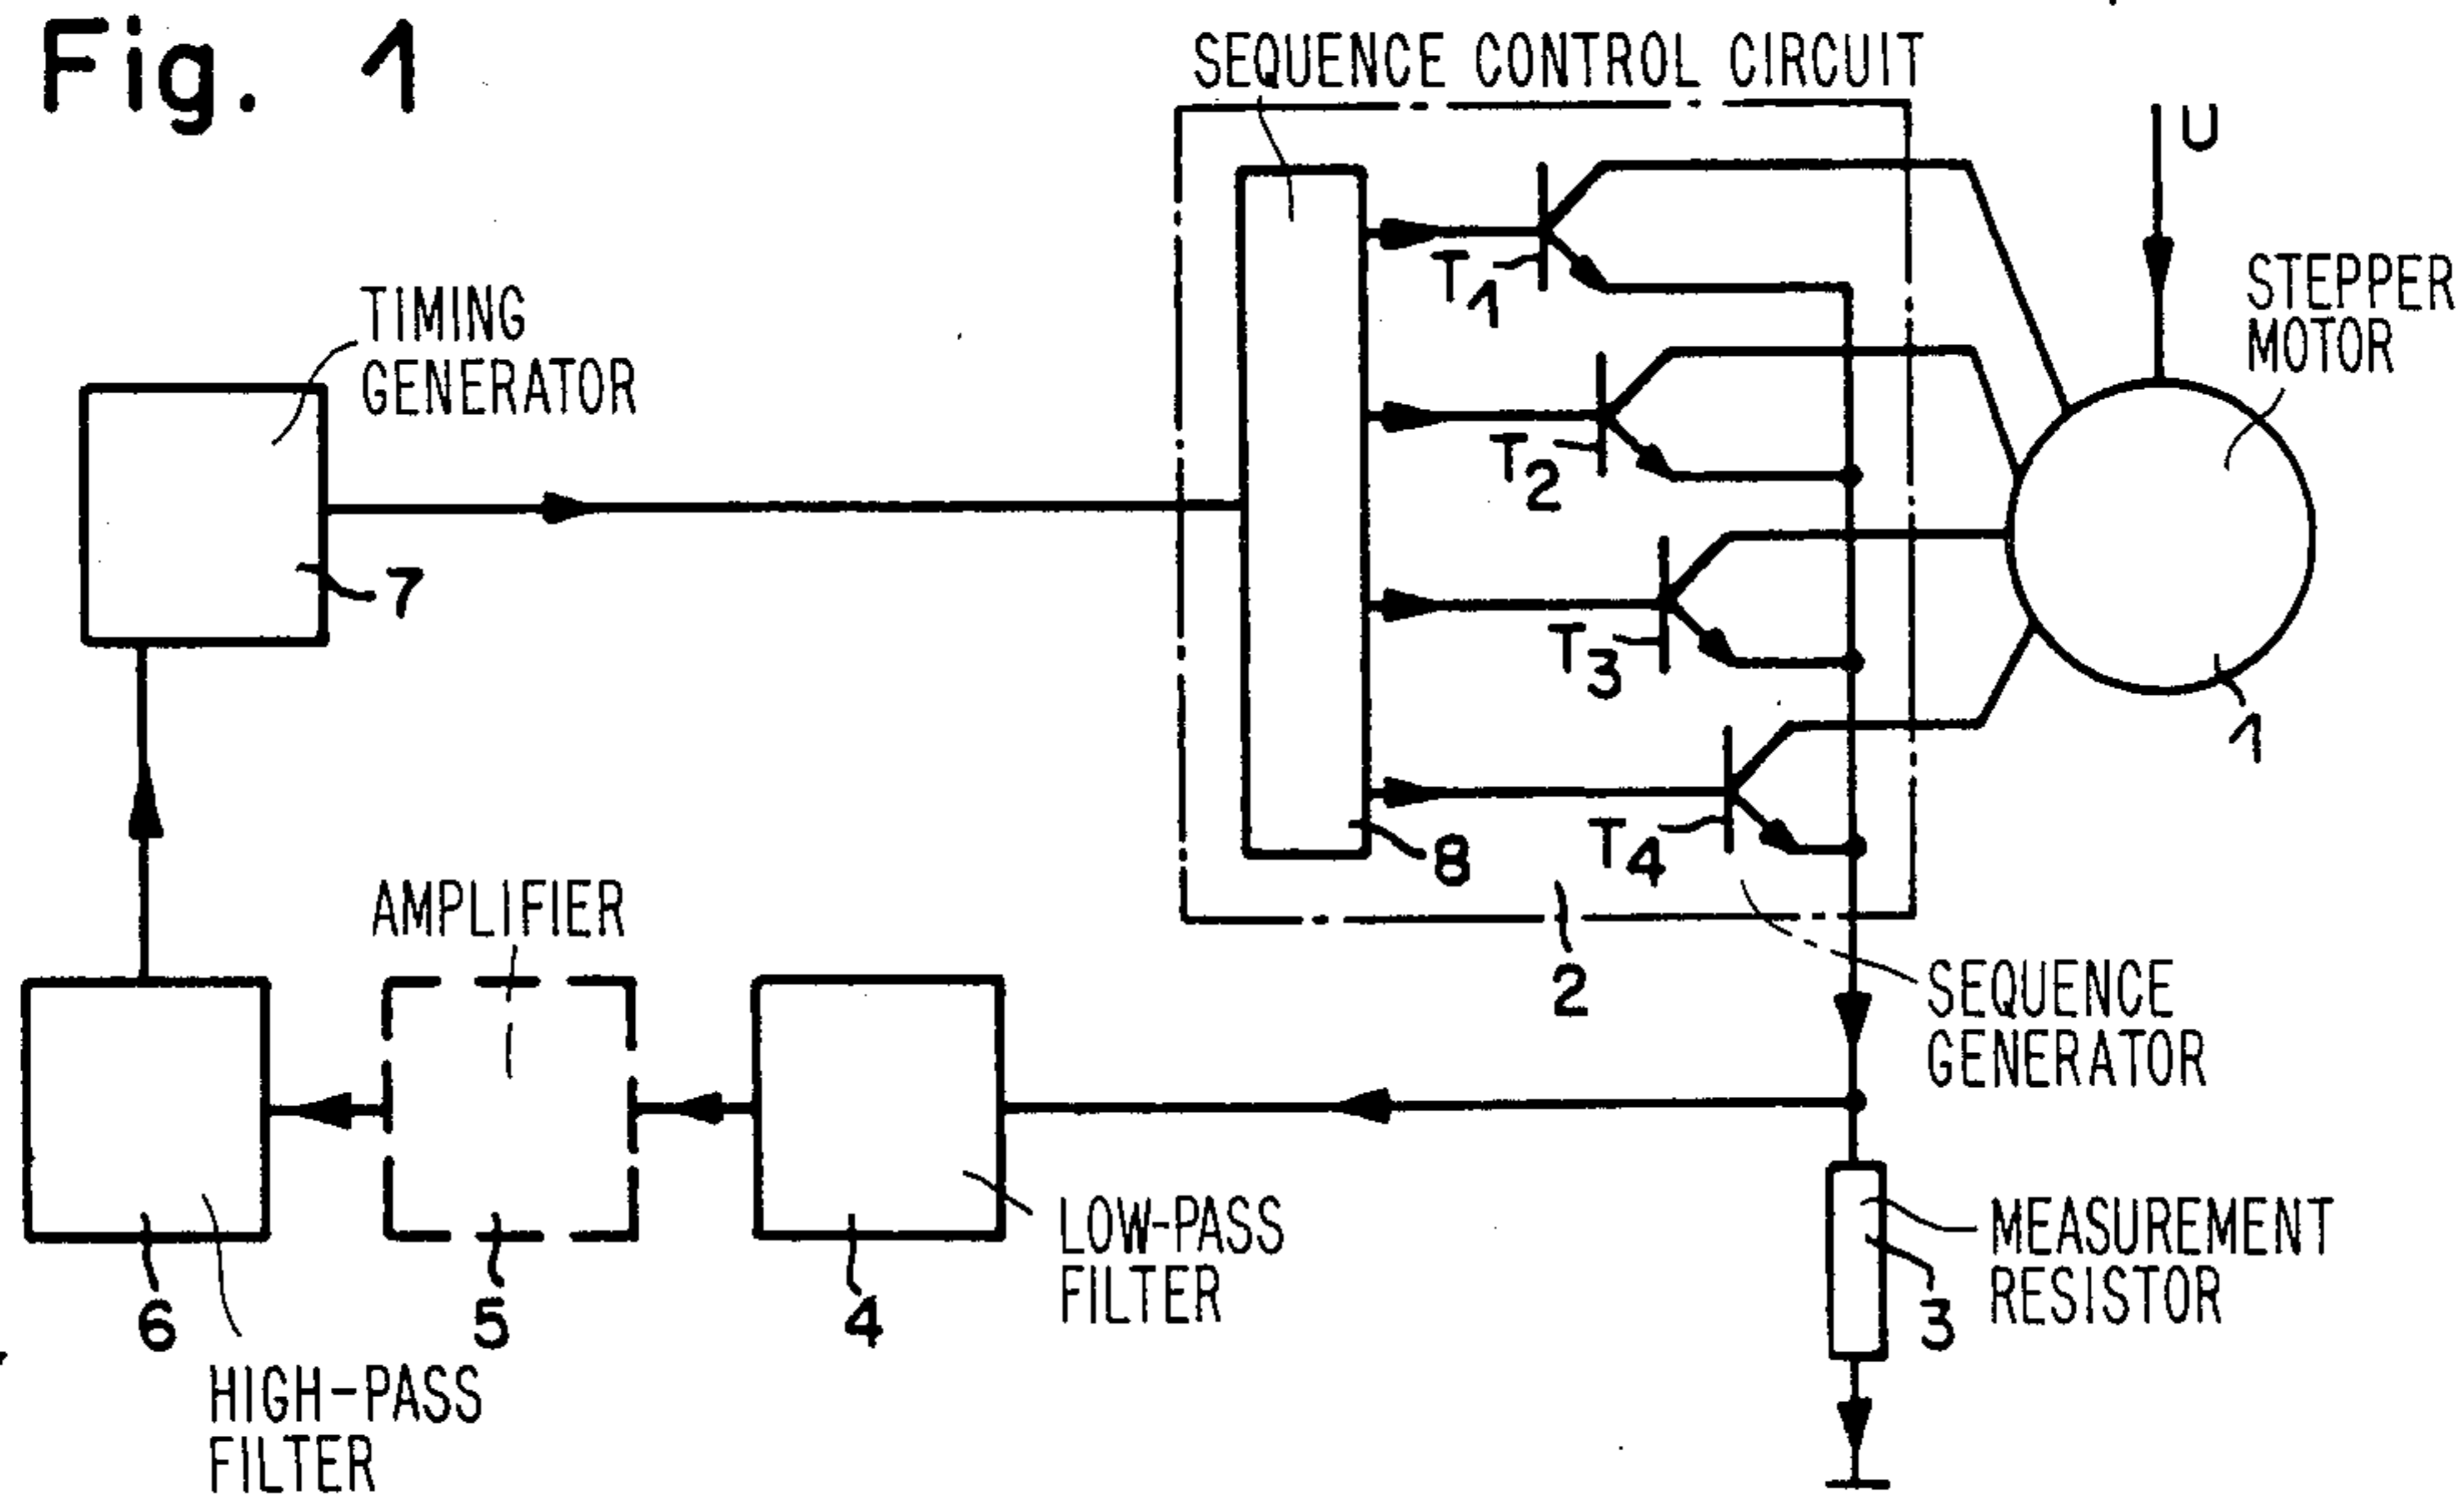 Fig. 1
SEQUENCE CONTROL CIRCUIT
U
STEPPER
MOTOR
TIMING
GENERATOR
T1
T2
T3
T4
7
1
8
2
AMPLIFIER
SEQUENCE
GENERATOR
LOW-PASS
FILTER
MEASUREMENT
RESISTOR
6
5
4
3
HIGH-PASS
FILTER